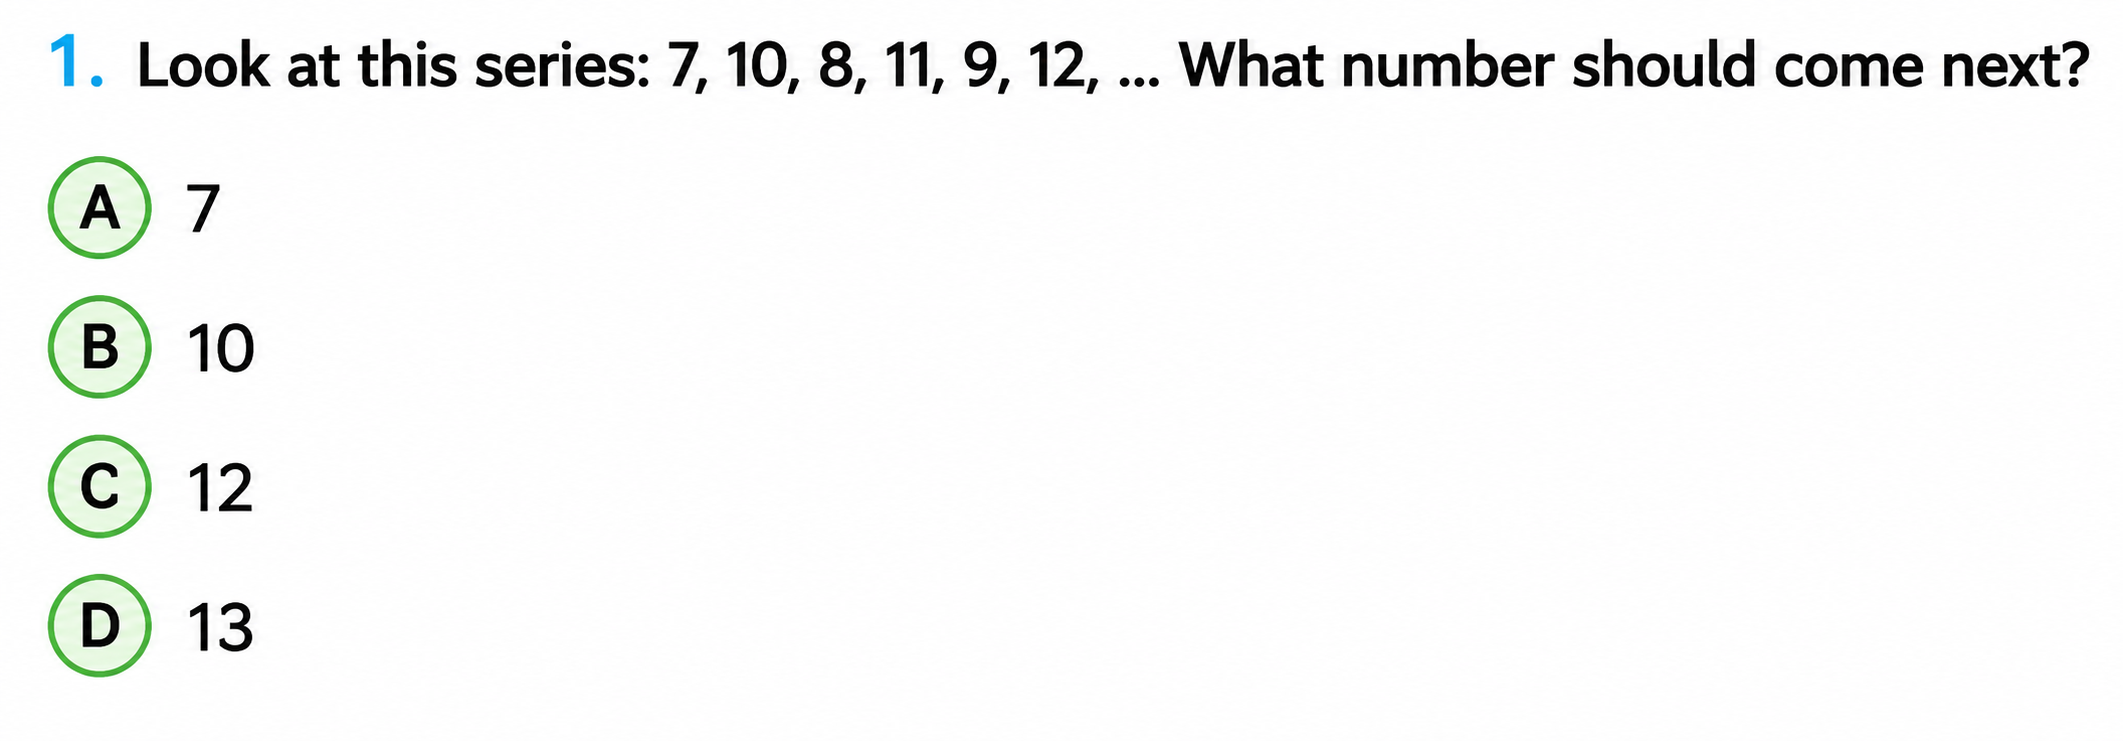 1. Look at this series: 7, 10, 8, 11, 9, 12, ... What number should come next?
A 7
B 10
C 12
D 13